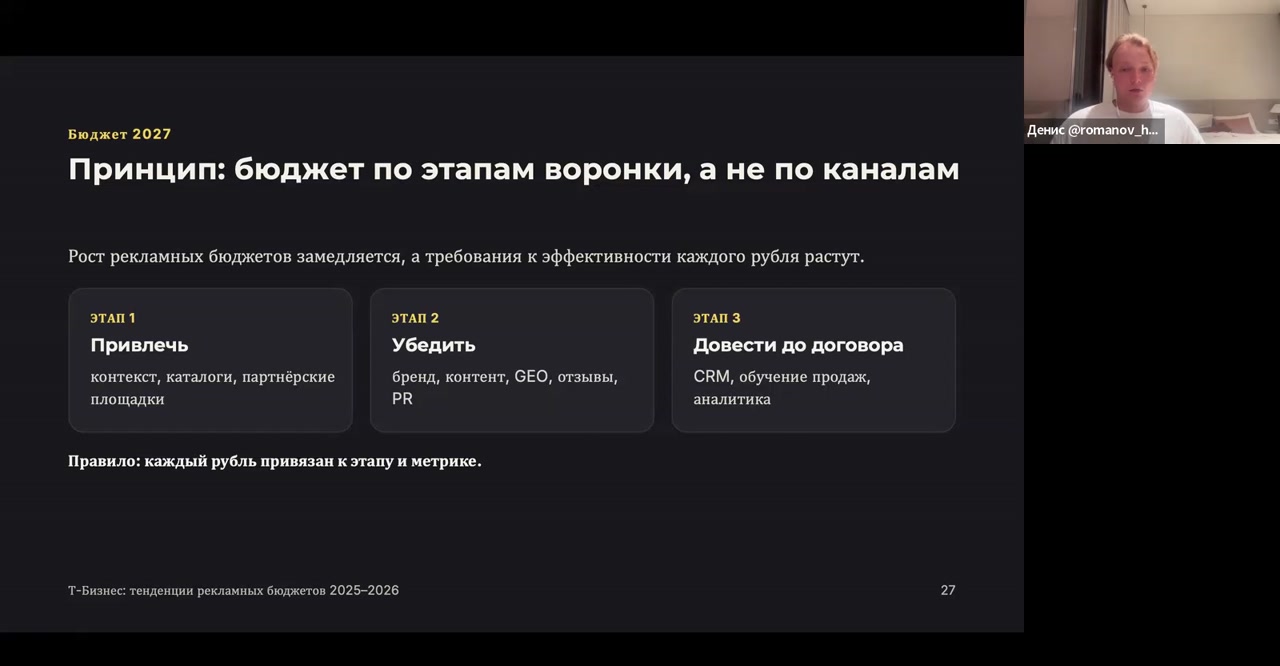 Бюджет 2027
Принцип: бюджет по этапам воронки, а не по каналам
Рост рекламных бюджетов замедляется, а требования к эффективности каждого рубля растут.
ЭТАП 1
Привлечь
контекст, каталоги, партнёрские
площадки
ЭТАП 2
Убедить
бренд, контент, GEO, отзывы,
PR
ЭТАП 3
Довести до договора
CRM, обучение продаж,
аналитика
Правило: каждый рубль привязан к этапу и метрике.
Т-Бизнес: тенденции рекламных бюджетов 2025–2026
27
Денис @romanov_h...